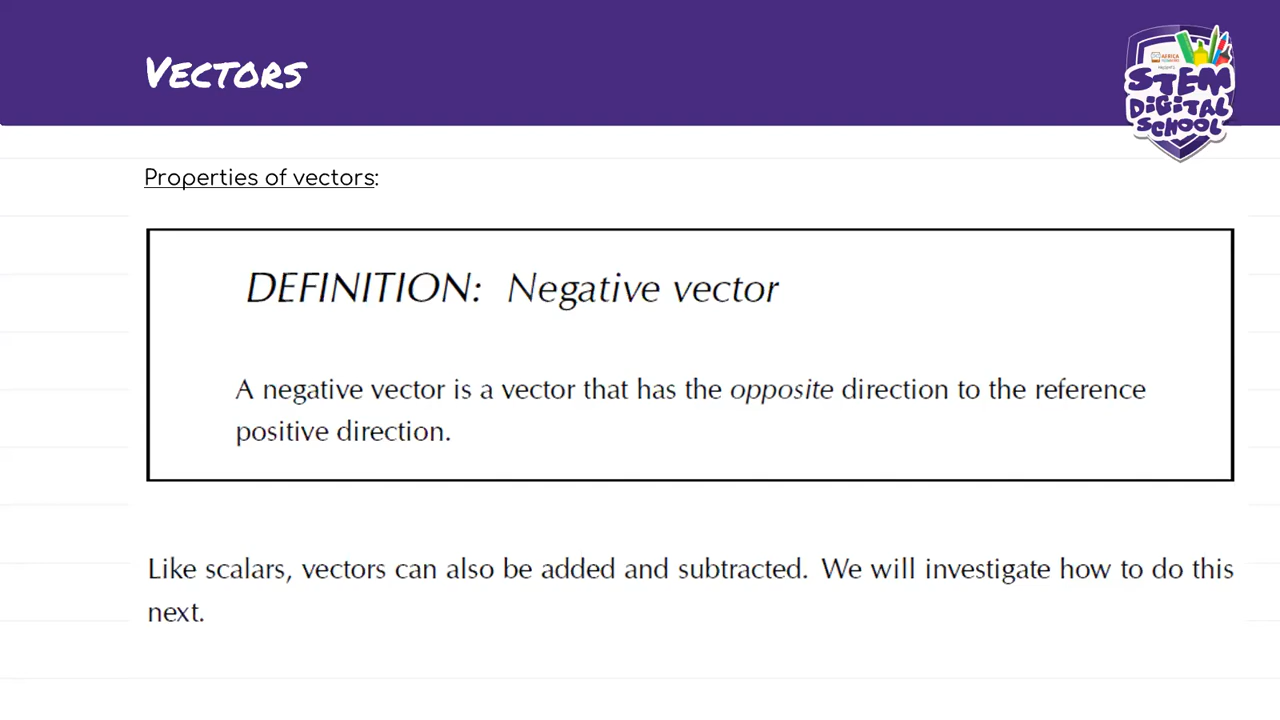 VECTORS
AFRICA
STEM
DIGITAL
SCHOOL
Properties of vectors:
DEFINITION: Negative vector
A negative vector is a vector that has the opposite direction to the reference
positive direction.
Like scalars, vectors can also be added and subtracted. We will investigate how to do this
next.